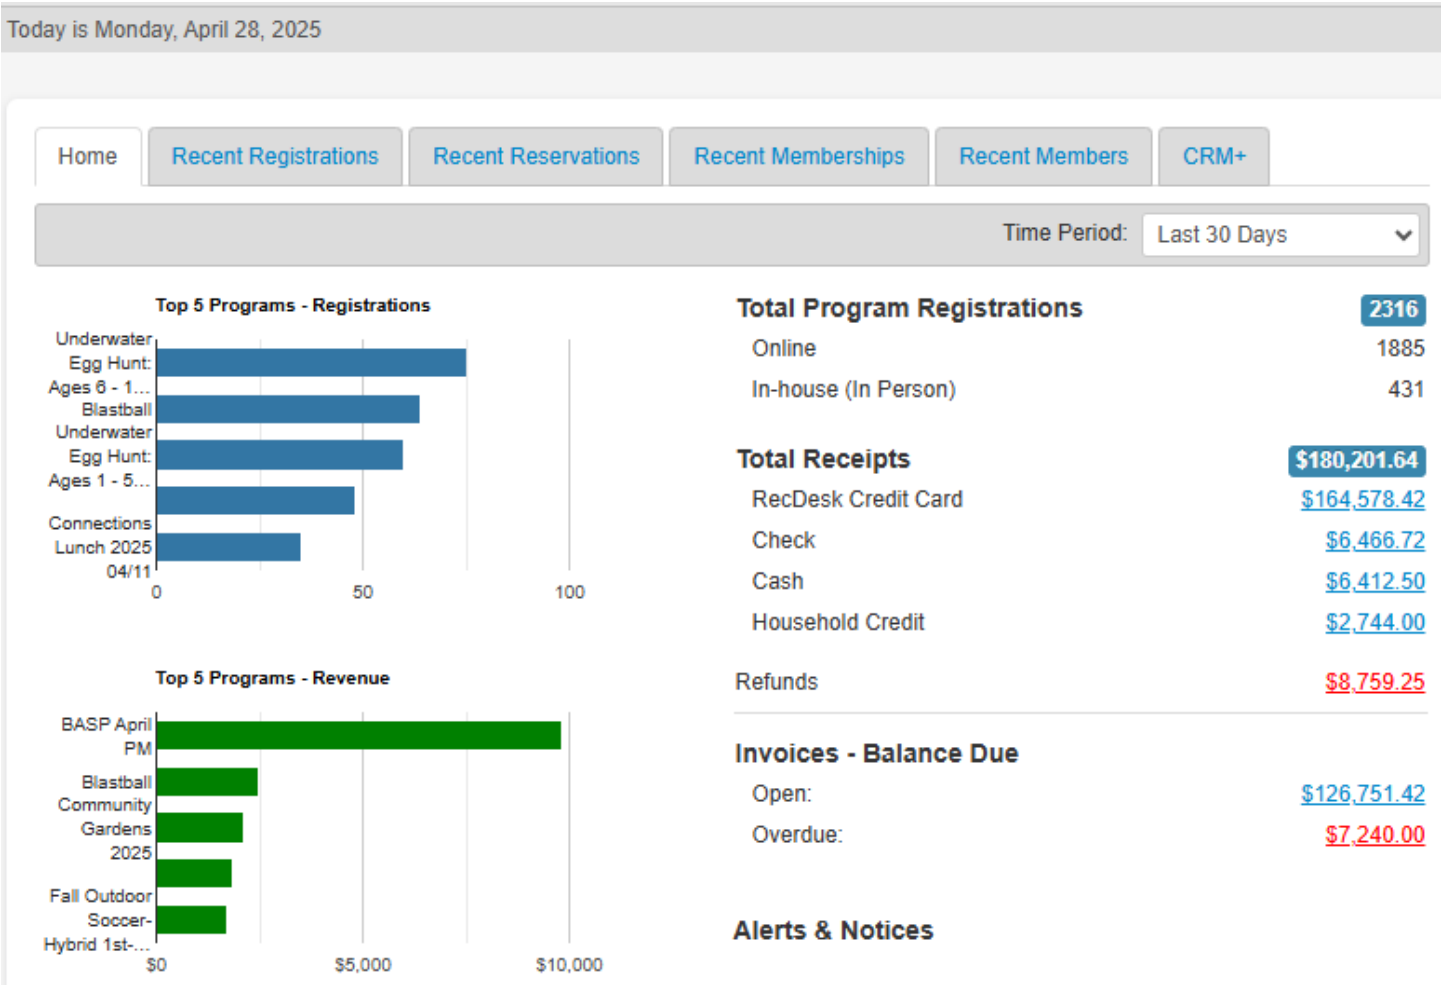 Today is Monday, April 28, 2025
Home
Recent Registrations
Recent Reservations
Recent Memberships
Recent Members
CRM+
Time Period:
Last 30 Days
Top 5 Programs - Registrations
Underwater
Egg Hunt:
Ages 6 - 1...
Blastball
Underwater
Egg Hunt:
Ages 1 - 5...
Connections
Lunch 2025
04/11
0
50
100
Top 5 Programs - Revenue
BASP April
PM
Blastball
Community
Gardens
2025
Fall Outdoor
Soccer-
Hybrid 1st-...
$0
$5,000
$10,000
Total Program Registrations 2316
Online 1885
In-house (In Person) 431
Total Receipts $180,201.64
RecDesk Credit Card $164,578.42
Check $6,466.72
Cash $6,412.50
Household Credit $2,744.00
Refunds $8,759.25
Invoices - Balance Due
Open: $126,751.42
Overdue: $7,240.00
Alerts & Notices